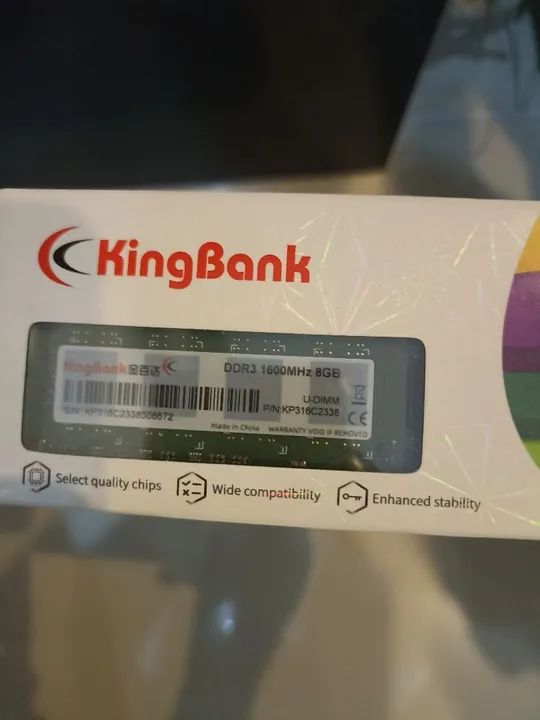 KingBank
KingBank 金百达
DDR3 1600MHz 8GB
U-DIMM
P/N:KP316C2338
S/N: KP316C2338008672
Made in China WARRANTY VOID IF REMOVED
CE
Select quality chips
Wide compatibility
Enhanced stability